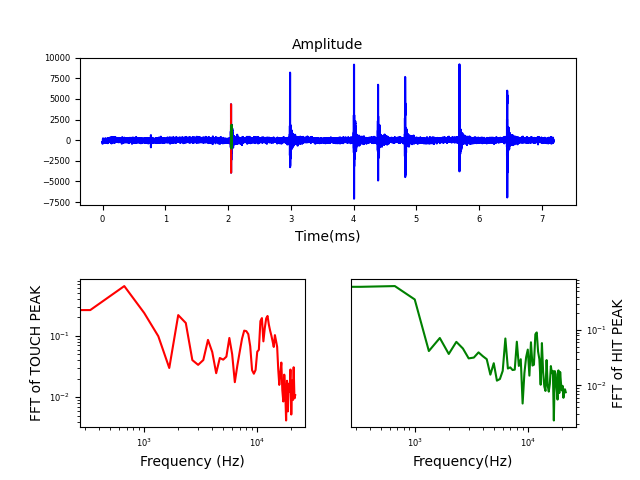 Amplitude
10000
7500
5000
2500
0
−2500
−5000
−7500
0 1 2 3 4 5 6 7
Time(ms)
FFT of TOUCH PEAK
10⁻¹
10⁻²
10³ 10⁴
Frequency (Hz)
10³ 10⁴
Frequency(Hz)
10⁻¹
10⁻²
FFT of HIT PEAK